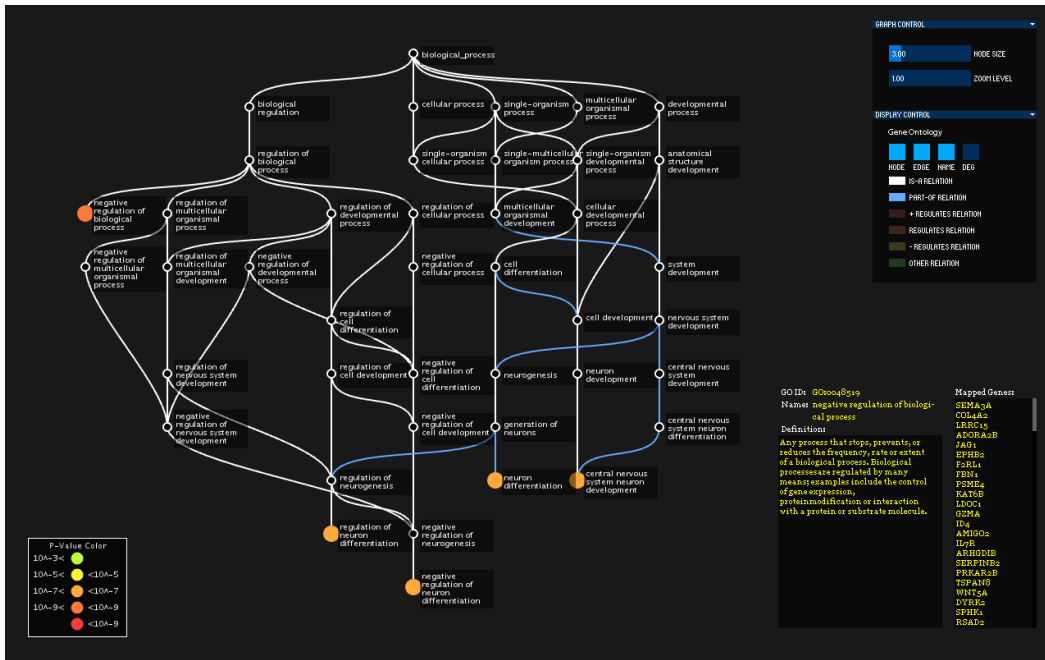 GRAPH CONTROL
3.00 NODE SIZE
1.00 ZOOM LEVEL
DISPLAY CONTROL
Gene Ontology
NODE EDGE NAME DEG
IS-A RELATION
PART-OF RELATION
+ REGULATES RELATION
REGULATES RELATION
- REGULATES RELATION
OTHER RELATION
biological_process
biological
regulation
cellular process
single-organism
process
multicellular
organismal
process
developmental
process
regulation of
biological
process
single-organism
cellular process
single-multicellular
organism process
single-organism
developmental
process
anatomical
structure
development
negative
regulation of
biological
process
regulation of
multicellular
organismal
process
regulation of
developmental
process
regulation of
cellular process
multicellular
organismal
development
cellular
developmental
process
negative
regulation of
multicellular
organismal
process
regulation of
multicellular
organismal
development
negative
regulation of
developmental
process
negative
regulation of
cellular process
cell
differentiation
system
development
regulation of
cell
differentiation
cell development
nervous system
development
regulation of
nervous system
development
regulation of
cell development
negative
regulation of
cell
differentiation
neurogenesis
neuron
development
central nervous
system
development
negative
regulation of
nervous system
development
negative
regulation of
cell development
generation of
neurons
central nervous
system neuron
differentiation
regulation of
neurogenesis
neuron
differentiation
central nervous
system neuron
development
regulation of
neuron
differentiation
negative
regulation of
neurogenesis
negative
regulation of
neuron
differentiation
P-Value Color
10^-3<
10^-5< <10^-5
10^-7< <10^-7
10^-9< <10^-9
<10^-9
GO ID: GO:0048519
Name: negative regulation of biologi-
cal process
Definition:
Any process that stops, prevents, or
reduces the frequency, rate or extent
of a biological process. Biological
processesare regulated by many
means; examples include the control
of gene expression,
proteinmodification or interaction
with a protein or substrate molecule.
Mapped Genes:
SEMA3A
COL4A2
LRRC15
ADORA2B
JAG1
EPHB2
F2RL1
FBN1
PSME4
KAT6B
LDOC1
GZMA
ID4
AMIGO2
IL7R
ARHGDIB
SERPINB2
PRKAR2B
TSPAN8
WNT5A
DYRK2
SPHK1
RSAD2